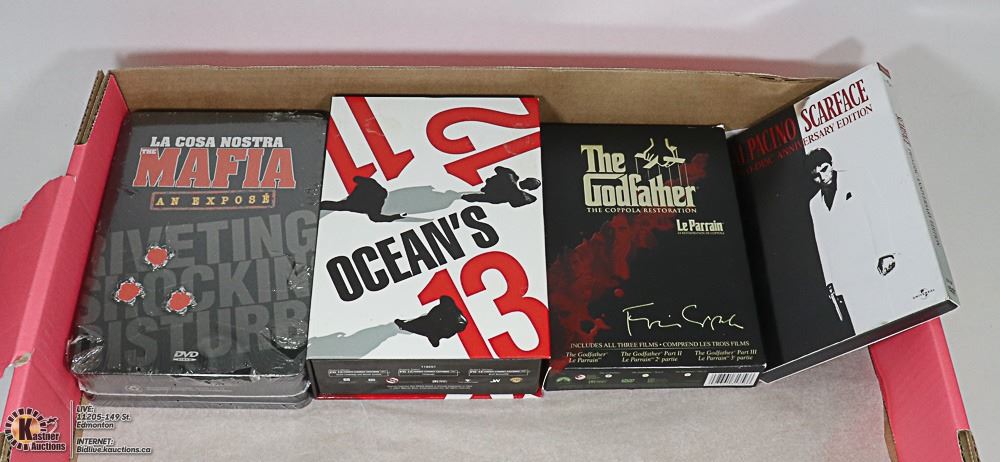 LA COSA NOSTRA
THE MAFIA
AN EXPOSÉ
RIVETING
SHOCKIN
DISTURB
DVD
11
12
OCEAN'S
13
The
Godfather
THE COPPOLA RESTORATION
Le Parrain
INCLUDES ALL THREE FILMS • COMPREND LES TROIS FILMS
The Godfather The Godfather Part II The Godfather Part III
Le Parrain Le Parrain 2e partie Le Parrain 3e partie
PACINO SCARFACE
DISC ANNIVERSARY EDITION
UNIVERSAL
Kastner
Auctions
LIVE:
11205-149 St.
Edmonton
INTERNET:
Bidlive.kauctions.ca